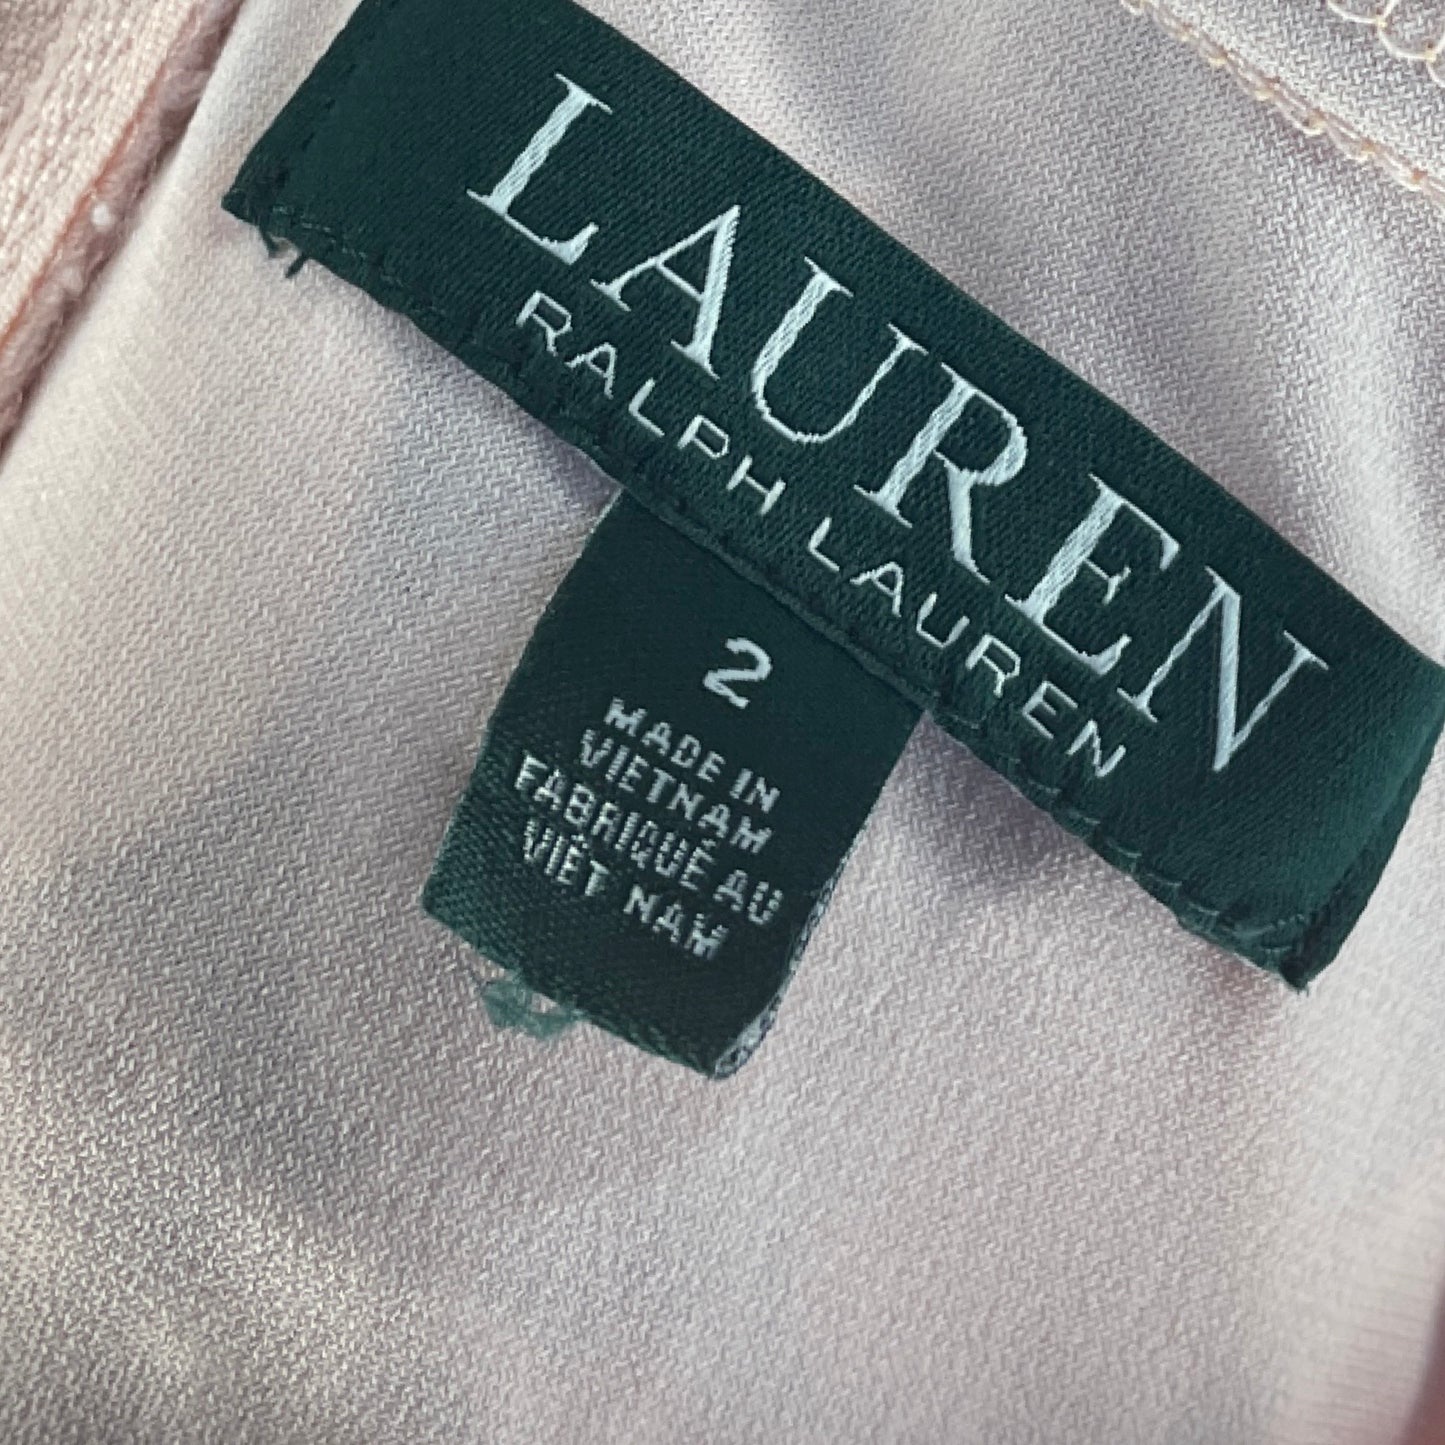 LAUREN
RALPH LAUREN
2
MADE IN
VIETNAM
FABRIQUÉ AU
VIÊT NAM